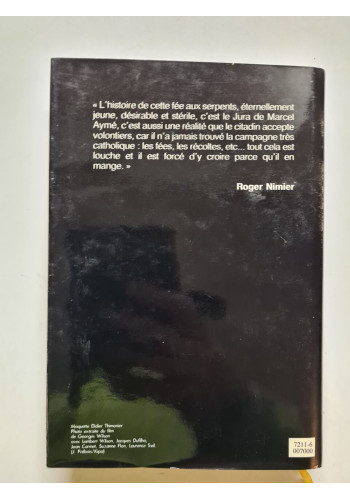 « L'histoire de cette fée aux serpents, éternellement
jeune, désirable et stérile, c'est le Jura de Marcel
Aymé, c'est aussi une réalité que le citadin accepte
volontiers, car il n'a jamais trouvé la campagne très
catholique : les fées, les récoltes, etc... tout cela est
louche et il est forcé d'y croire parce qu'il en
mange. »
Roger Nimier
Maquette Didier Thimonier
Photo extraite du film
de Georges Wilson
avec Lambert Wilson, Jacques Dufilho,
Jean Carmet, Suzanne Flon, Laurence Sail.
7211-6
007000